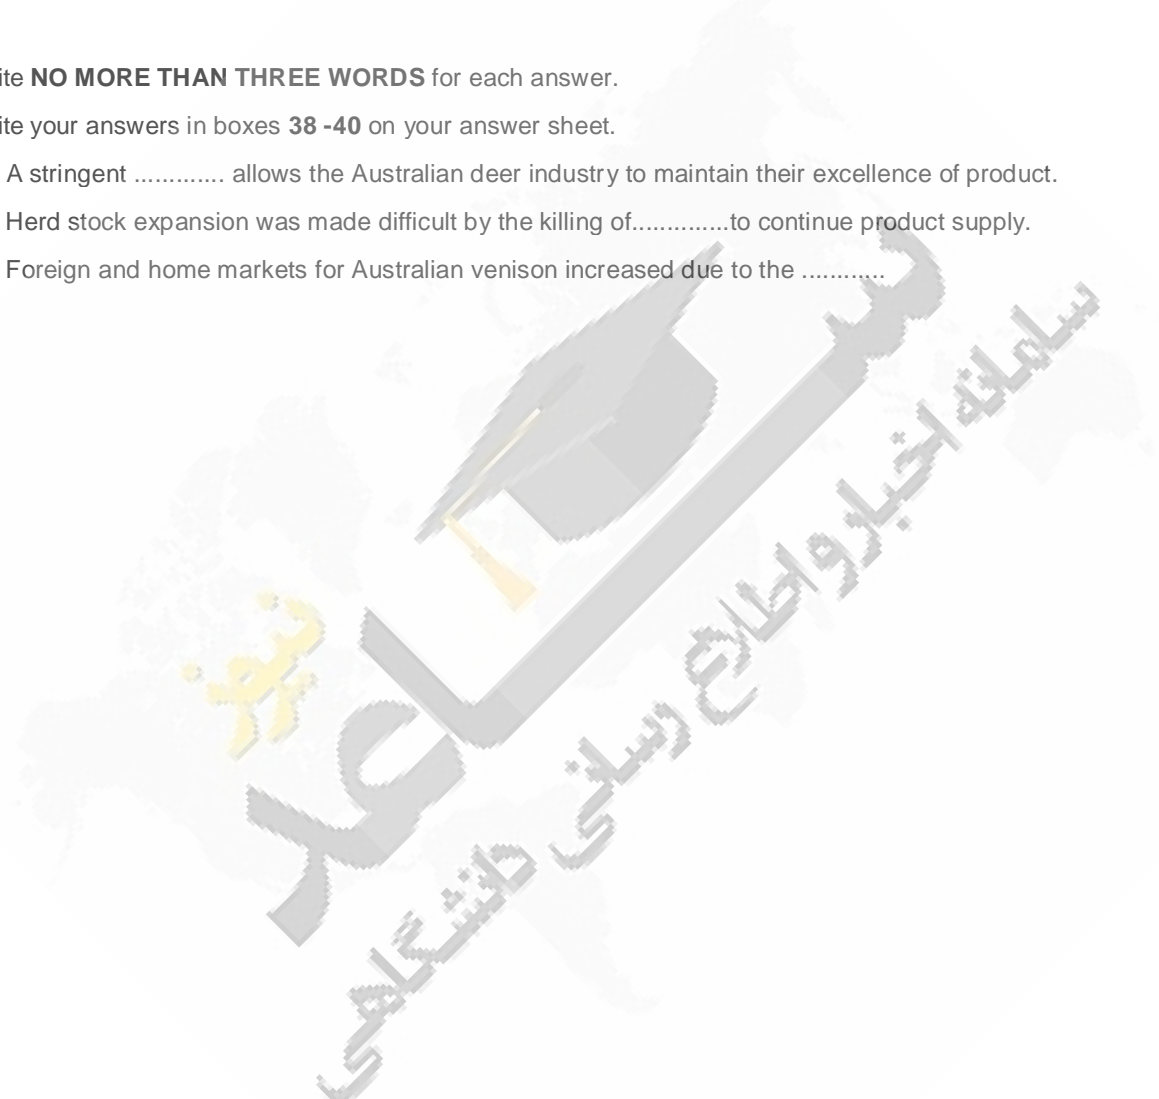 ite NO MORE THAN THREE WORDS for each answer.
ite your answers in boxes 38 -40 on your answer sheet.
A stringent ............. allows the Australian deer industry to maintain their excellence of product.
Herd stock expansion was made difficult by the killing of..............to continue product supply.
Foreign and home markets for Australian venison increased due to the ............
ساعد نیوز
سامانه اخبار و اطلاع رسانی دانشگاهی